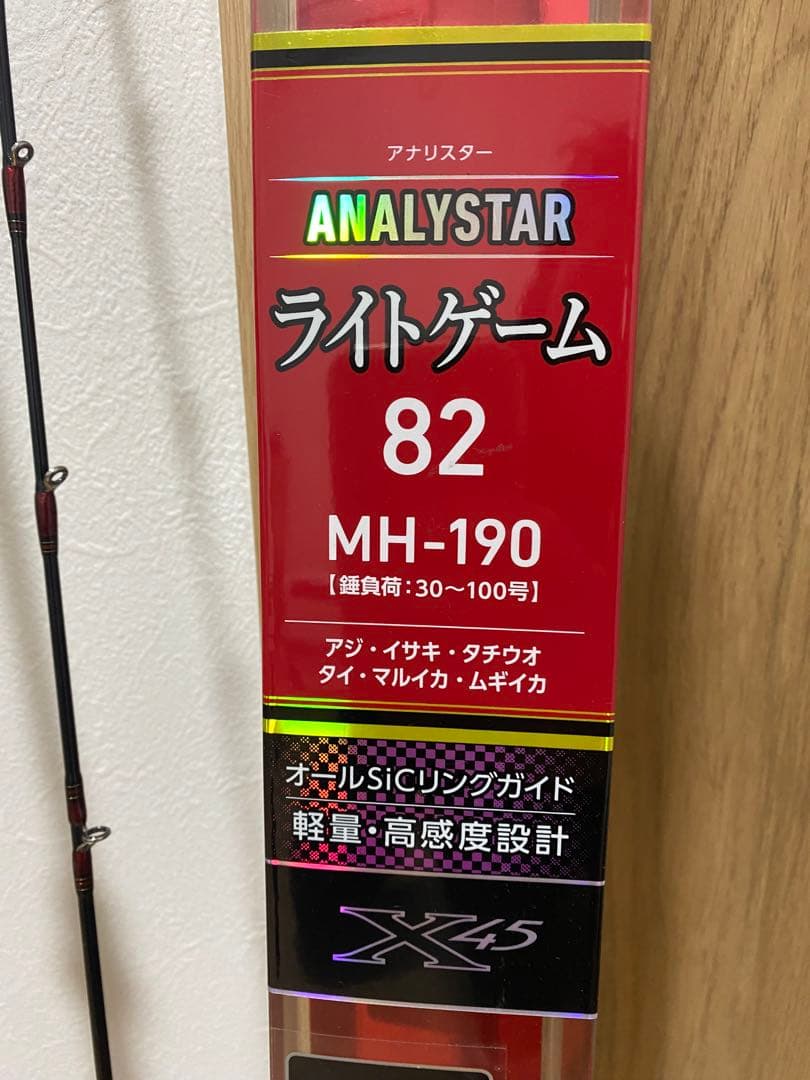 アナリスター
ANALYSTAR
ライトゲーム
82
MH-190
【錘負荷:30〜100号】
アジ・イサキ・タチウオ
タイ・マルイカ・ムギイカ
オールSiCリングガイド
軽量・高感度設計
X45